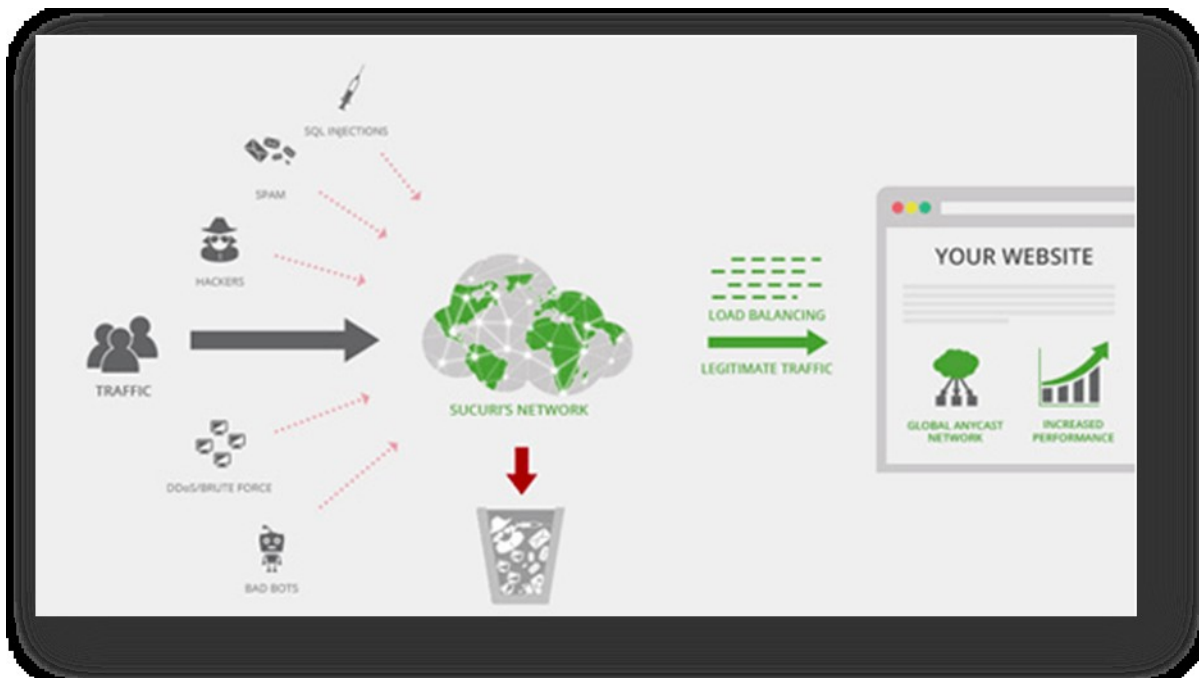 SQL INJECTIONS
SPAM
HACKERS
TRAFFIC
DDoS/BRUTE FORCE
BAD BOTS
SUCURI'S NETWORK
LOAD BALANCING
LEGITIMATE TRAFFIC
YOUR WEBSITE
GLOBAL ANYCAST
NETWORK
INCREASED
PERFORMANCE